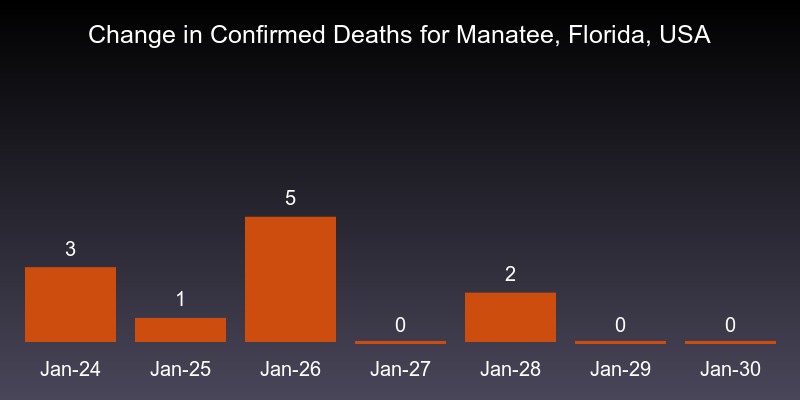 Change in Confirmed Deaths for Manatee, Florida, USA
3
1
5
0
2
0
0
Jan-24
Jan-25
Jan-26
Jan-27
Jan-28
Jan-29
Jan-30